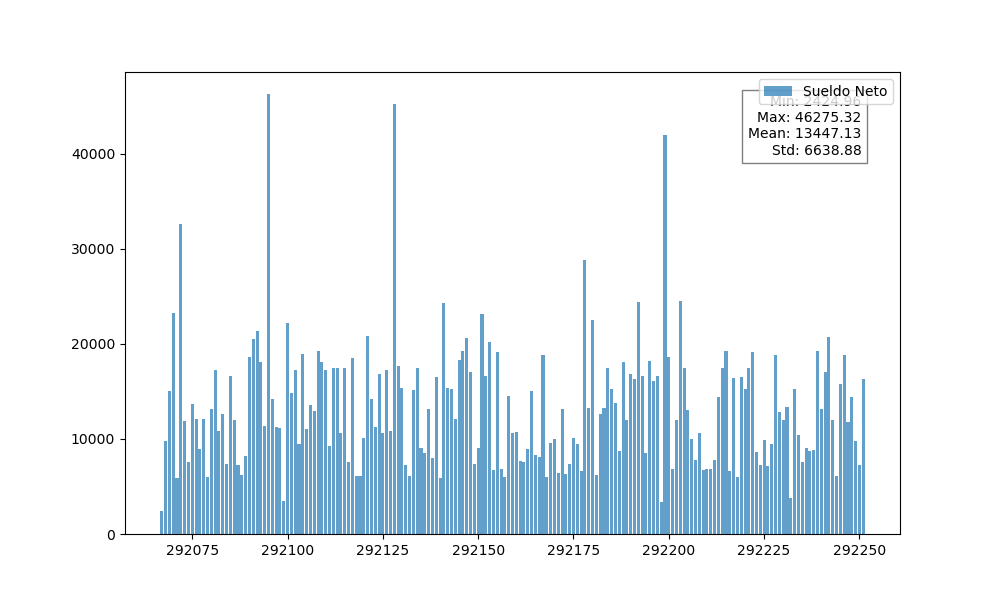 Sueldo Neto
Min: 2424.96
Max: 46275.32
Mean: 13447.13
Std: 6638.88
40000
30000
20000
10000
0
292075 292100 292125 292150 292175 292200 292225 292250